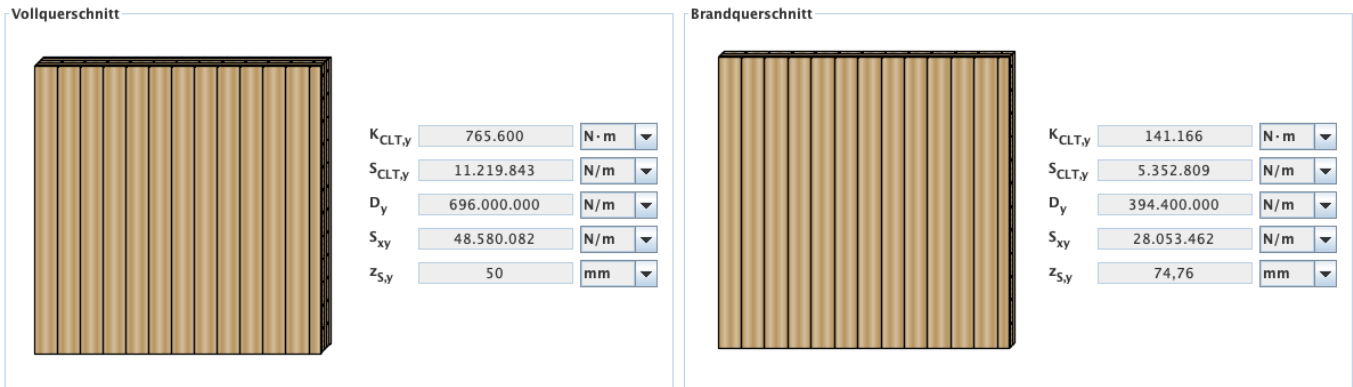 Vollquerschnitt
K_CLT,y 765.600 N·m
S_CLT,y 11.219.843 N/m
D_y 696.000.000 N/m
S_xy 48.580.082 N/m
z_S,y 50 mm
Brandquerschnitt
K_CLT,y 141.166 N·m
S_CLT,y 5.352.809 N/m
D_y 394.400.000 N/m
S_xy 28.053.462 N/m
z_S,y 74,76 mm